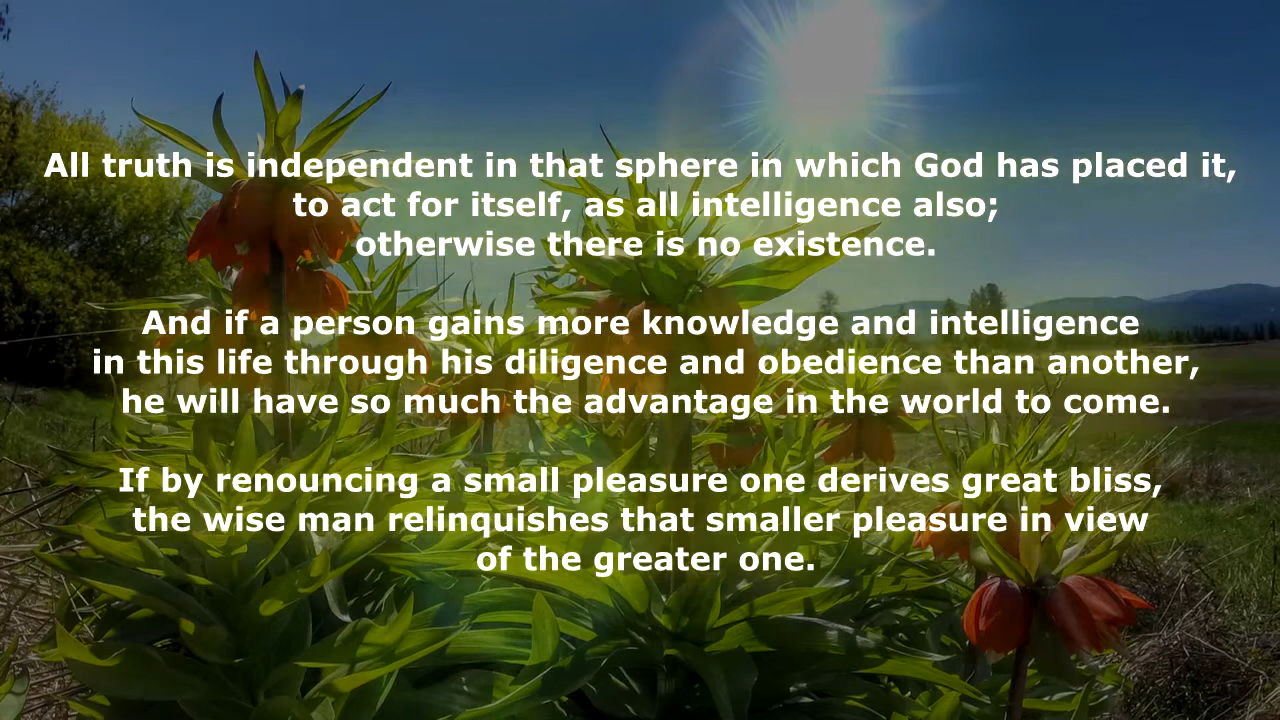 All truth is independent in that sphere in which God has placed it,
to act for itself, as all intelligence also;
otherwise there is no existence.
And if a person gains more knowledge and intelligence
in this life through his diligence and obedience than another,
he will have so much the advantage in the world to come.
If by renouncing a small pleasure one derives great bliss,
the wise man relinquishes that smaller pleasure in view
of the greater one.